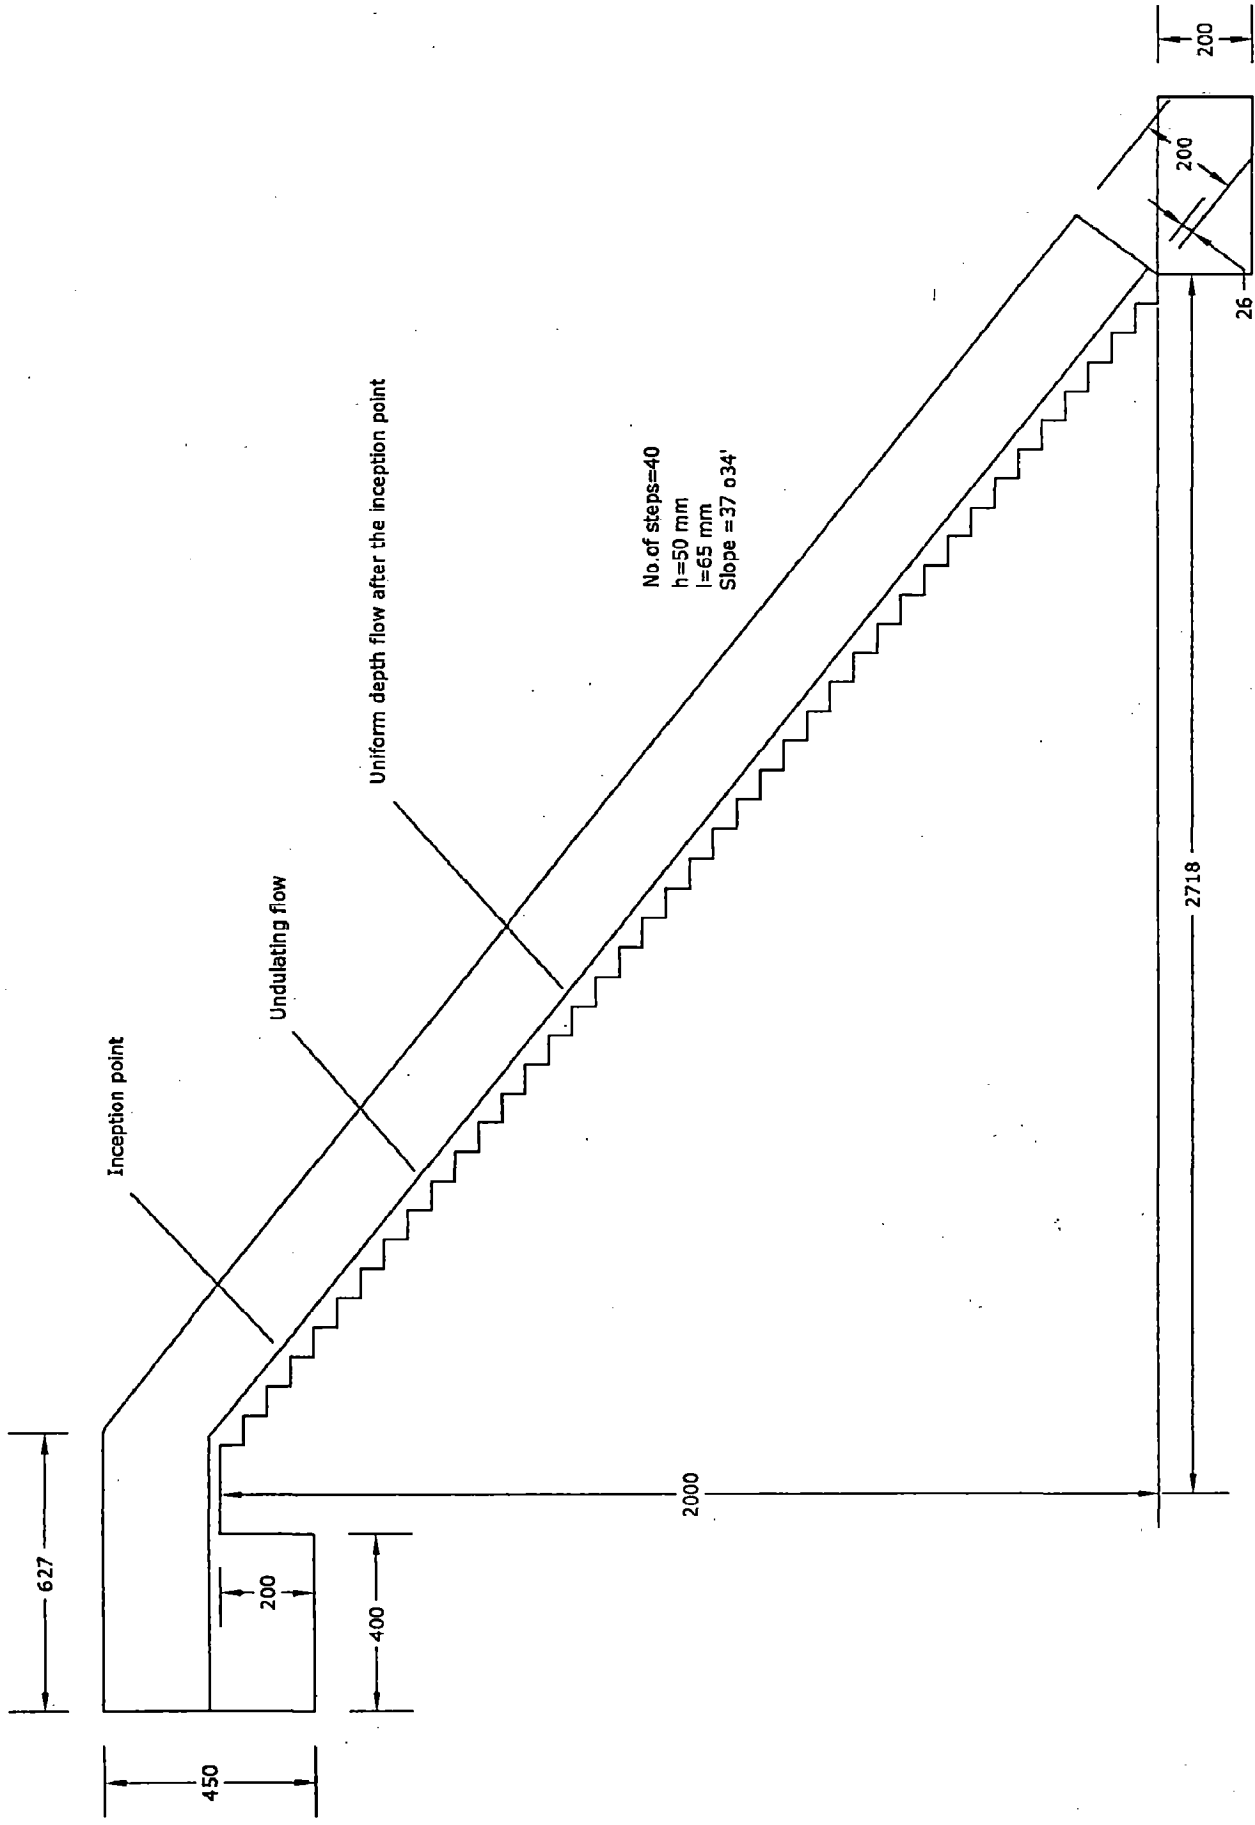 627
450
200
400
2000
2718
Inception point
Undulating flow
Uniform depth flow after the inception point
No.of steps=40
h=50 mm
l=65 mm
Slope =37 o34'
200
200
26